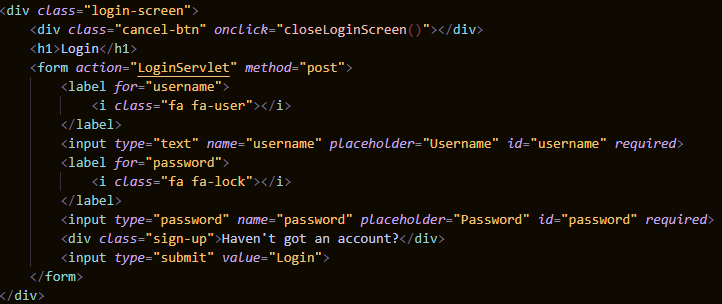 <div class="login-screen">
    <div class="cancel-btn" onclick="closeLoginScreen()"></div>
    <h1>Login</h1>
    <form action="LoginServlet" method="post">
        <label for="username">
            <i class="fa fa-user"></i>
        </label>
        <input type="text" name="username" placeholder="Username" id="username" required>
        <label for="password">
            <i class="fa fa-lock"></i>
        </label>
        <input type="password" name="password" placeholder="Password" id="password" required>
        <div class="sign-up">Haven't got an account?</div>
        <input type="submit" value="Login">
    </form>
</div>